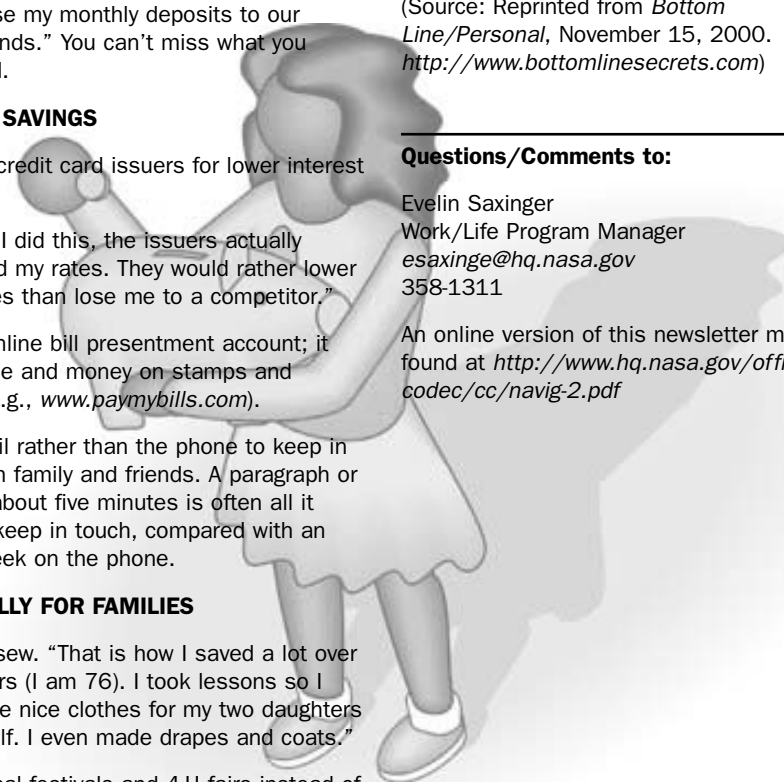 se my monthly deposits to our
nds.” You can’t miss what you
SAVINGS
credit card issuers for lower interest
I did this, the issuers actually
d my rates. They would rather lower
es than lose me to a competitor.”
nline bill presentment account; it
e and money on stamps and
.g., www.paymybills.com).
il rather than the phone to keep in
h family and friends. A paragraph or
about five minutes is often all it
keep in touch, compared with an
eek on the phone.
LLY FOR FAMILIES
sew. “That is how I saved a lot over
rs (I am 76). I took lessons so I
e nice clothes for my two daughters
lf. I even made drapes and coats.”
(Source: Reprinted from Bottom
Line/Personal, November 15, 2000.
http://www.bottomlinesecrets.com)
Questions/Comments to:
Evelin Saxinger
Work/Life Program Manager
esaxinge@hq.nasa.gov
358-1311
An online version of this newsletter m
found at http://www.hq.nasa.gov/offi
codec/cc/navig-2.pdf